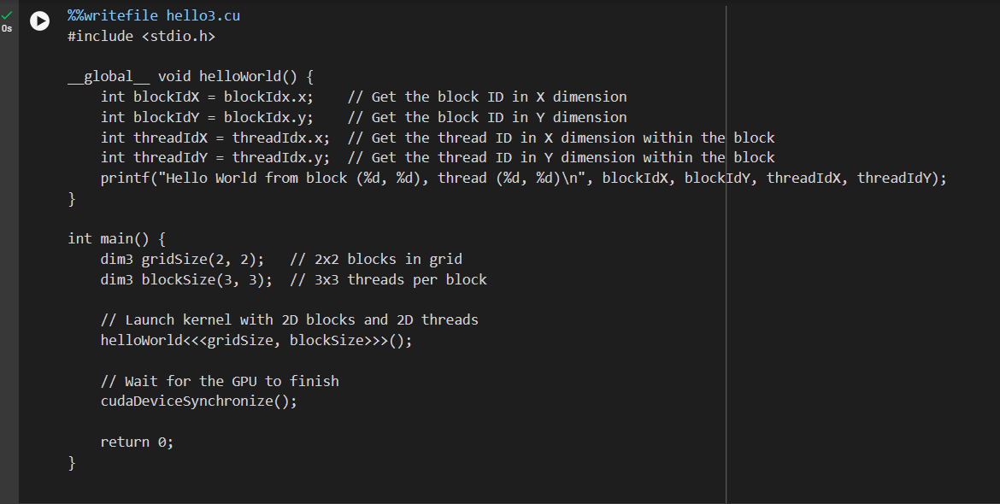 0s
%%writefile hello3.cu
#include <stdio.h>

__global__ void helloWorld() {
    int blockIdX = blockIdx.x;    // Get the block ID in X dimension
    int blockIdY = blockIdx.y;    // Get the block ID in Y dimension
    int threadIdX = threadIdx.x;  // Get the thread ID in X dimension within the block
    int threadIdY = threadIdx.y;  // Get the thread ID in Y dimension within the block
    printf("Hello World from block (%d, %d), thread (%d, %d)\n", blockIdX, blockIdY, threadIdX, threadIdY);
}

int main() {
    dim3 gridSize(2, 2);   // 2x2 blocks in grid
    dim3 blockSize(3, 3);  // 3x3 threads per block

    // Launch kernel with 2D blocks and 2D threads
    helloWorld<<<gridSize, blockSize>>>();

    // Wait for the GPU to finish
    cudaDeviceSynchronize();

    return 0;
}